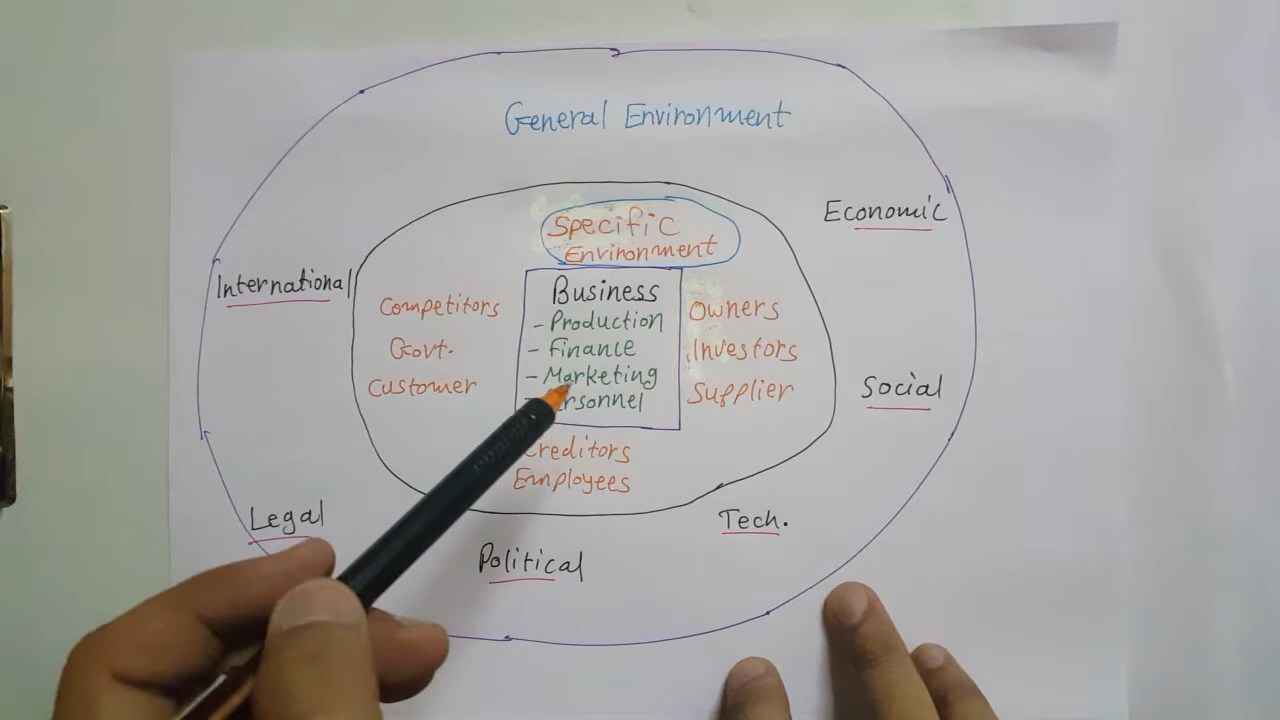 General Environment
Economic
Specific
Environment
International
Business
Competitors
- Production
Owners
Govt.
- Finance
Investors
Customer
- Marketing
Supplier
Social
Creditors
Employees
Legal
Tech.
Political